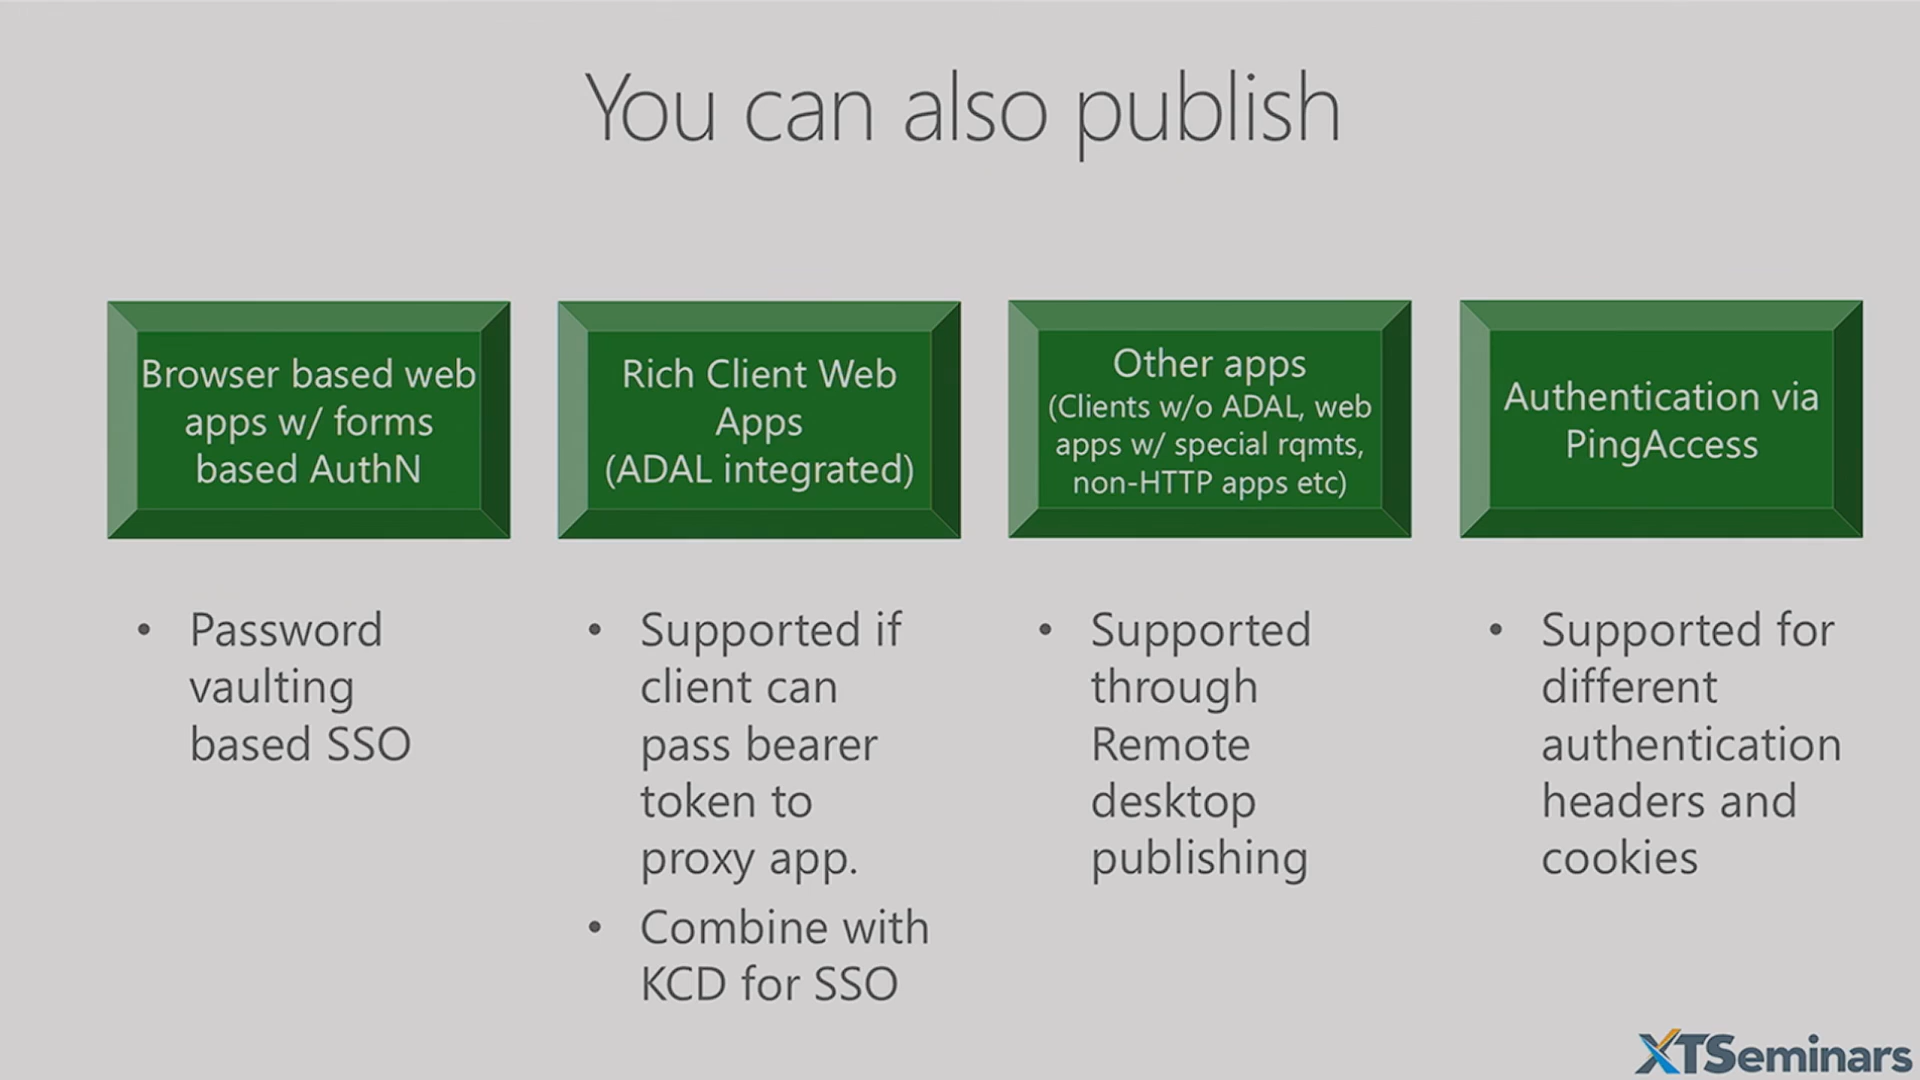 You can also publish
Browser based web
apps w/ forms
based AuthN
Rich Client Web
Apps
(ADAL integrated)
Other apps
(Clients w/o ADAL, web
apps w/ special rqmts,
non-HTTP apps etc)
Authentication via
PingAccess
• Password
vaulting
based SSO
• Supported if
client can
pass bearer
token to
proxy app.
• Combine with
KCD for SSO
• Supported
through
Remote
desktop
publishing
• Supported for
different
authentication
headers and
cookies
XTSeminars